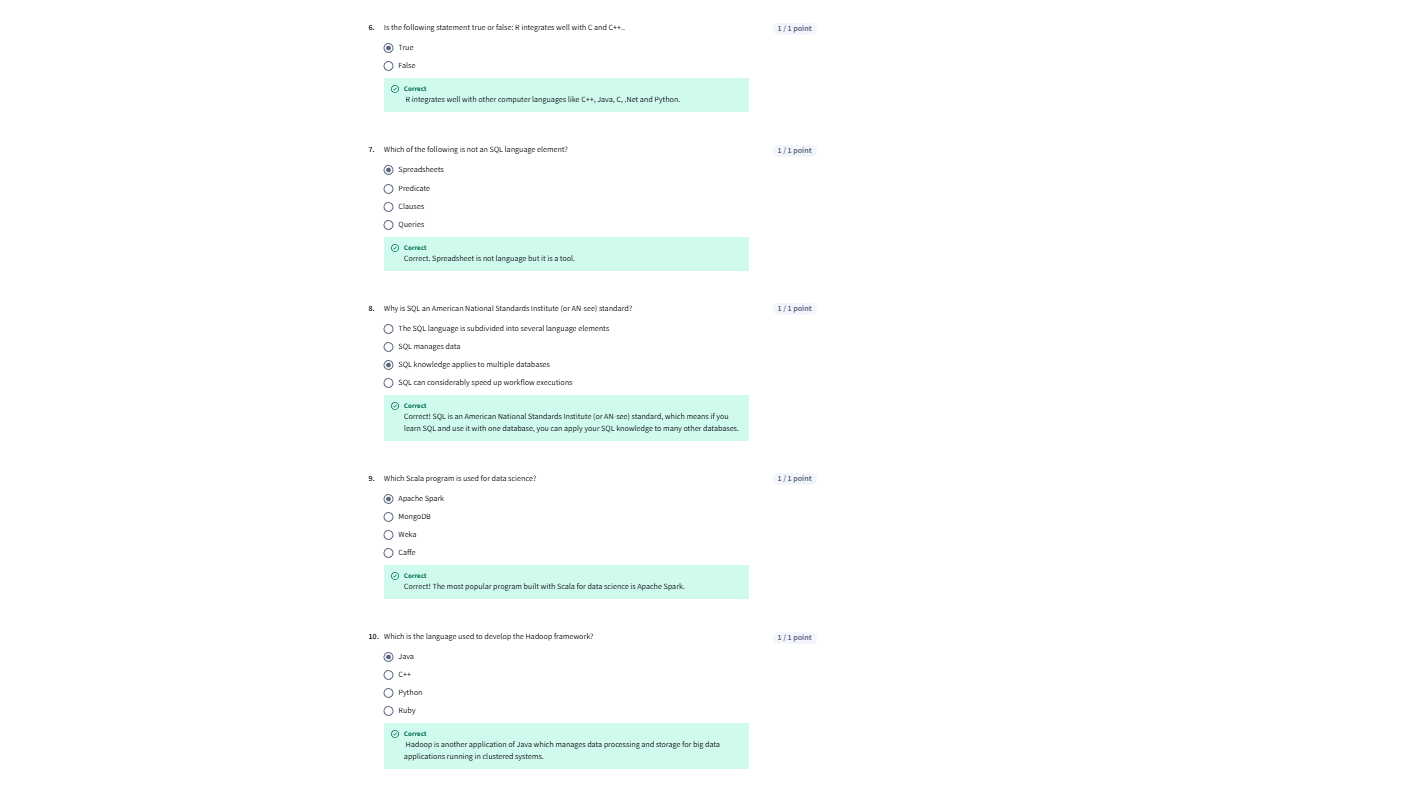 6. Is the following statement true or false: R integrates well with C and C++..
1 / 1 point
True
False
Correct
R integrates well with other computer languages like C++, Java, C, .Net and Python.
7. Which of the following is not an SQL language element?
1 / 1 point
Spreadsheets
Predicate
Clauses
Queries
Correct
Correct. Spreadsheet is not language but it is a tool.
8. Why is SQL an American National Standards Institute (or AN-see) standard?
1 / 1 point
The SQL language is subdivided into several language elements
SQL manages data
SQL knowledge applies to multiple databases
SQL can considerably speed up workflow executions
Correct
Correct! SQL is an American National Standards Institute (or AN-see) standard, which means if you
learn SQL and use it with one database, you can apply your SQL knowledge to many other databases.
9. Which Scala program is used for data science?
1 / 1 point
Apache Spark
MongoDB
Weka
Caffe
Correct
Correct! The most popular program built with Scala for data science is Apache Spark.
10. Which is the language used to develop the Hadoop framework?
1 / 1 point
Java
C++
Python
Ruby
Correct
Hadoop is another application of Java which manages data processing and storage for big data
applications running in clustered systems.